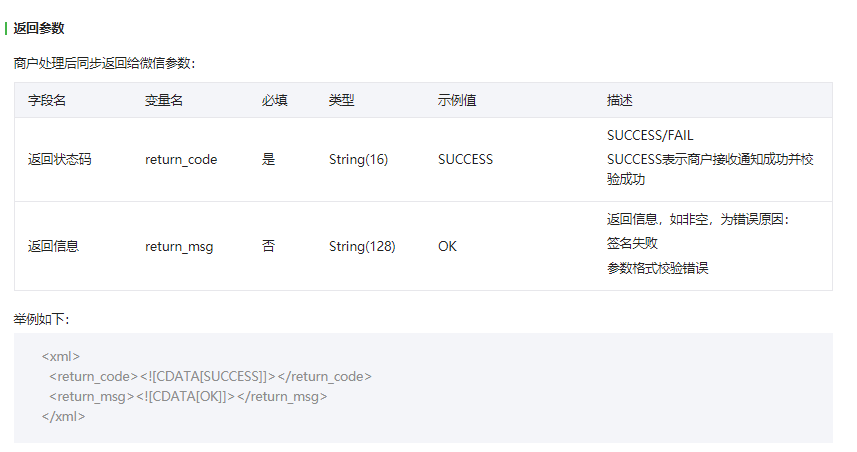 返回参数
商户处理后同步返回给微信参数：
字段名 变量名 必填 类型 示例值 描述
返回状态码 return_code 是 String(16) SUCCESS SUCCESS/FAIL
SUCCESS表示商户接收通知成功并校
验成功
返回信息 return_msg 否 String(128) OK 返回信息，如非空，为错误原因：
签名失败
参数格式校验错误
举例如下：
<xml>
  <return_code><![CDATA[SUCCESS]]></return_code>
  <return_msg><![CDATA[OK]]></return_msg>
</xml>